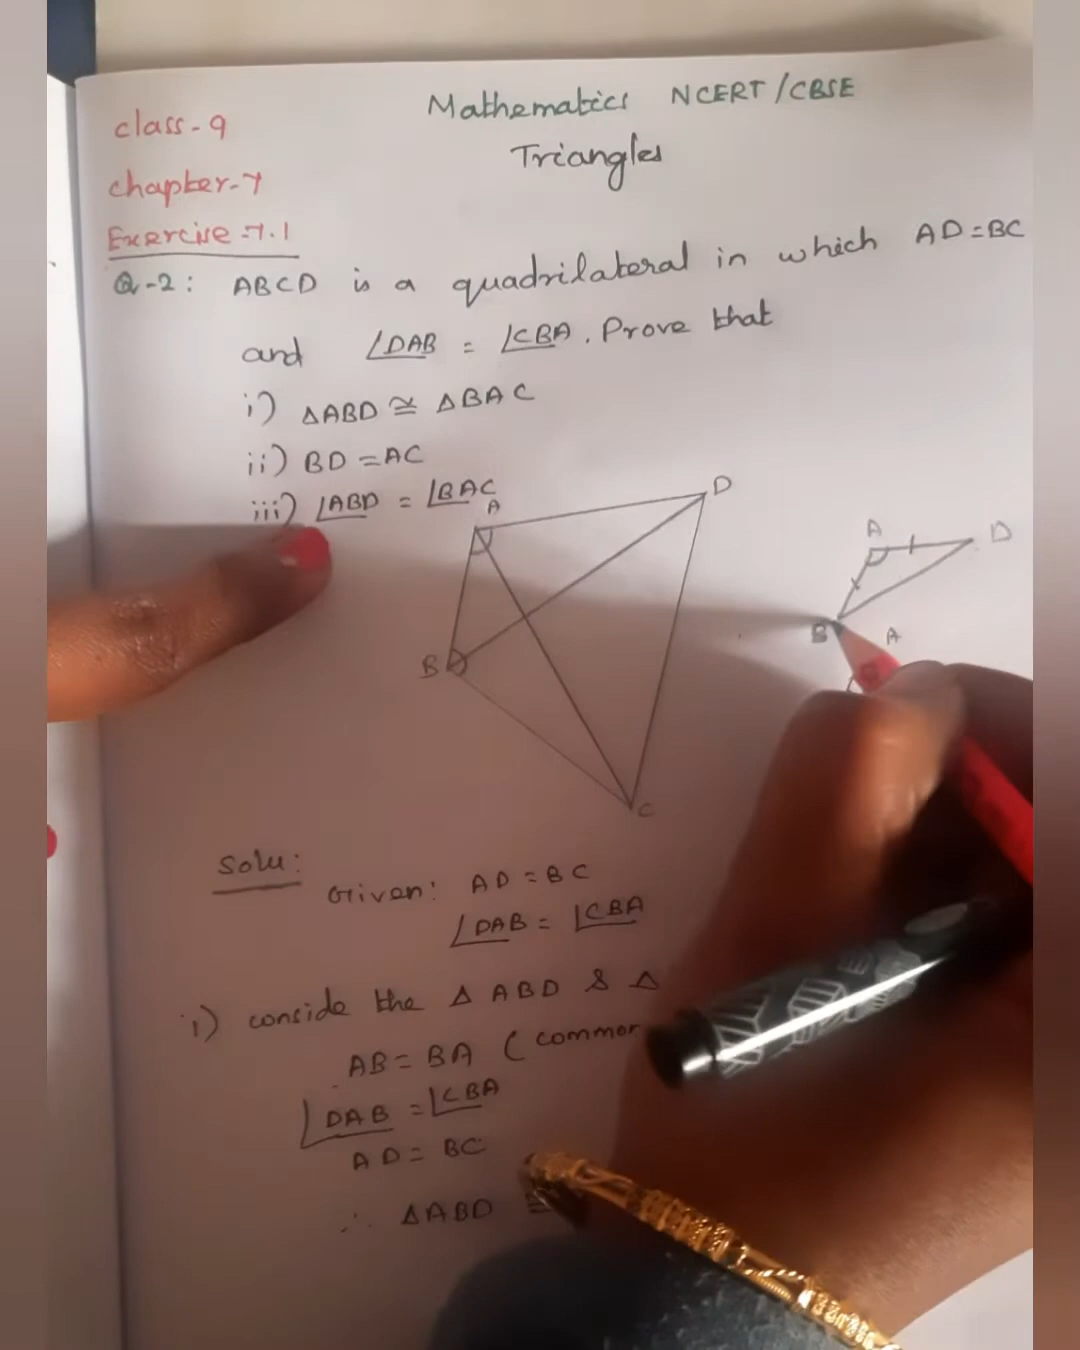 class-9
Mathematics NCERT/CBSE
chapter-7
Triangles
Exercise-7.1
Q-2: ABCD is a quadrilateral in which AD=BC
and ∠DAB = ∠CBA. Prove that
i) ΔABD ≅ ΔBAC
ii) BD = AC
iii) ∠ABD = ∠BAC
A
D
B
C
A
D
B
A
Solu:
Given: AD = BC
∠DAB = ∠CBA
i) conside the Δ ABD & Δ
AB = BA (common
∠DAB = ∠CBA
AD = BC
∴ ΔABD ≅